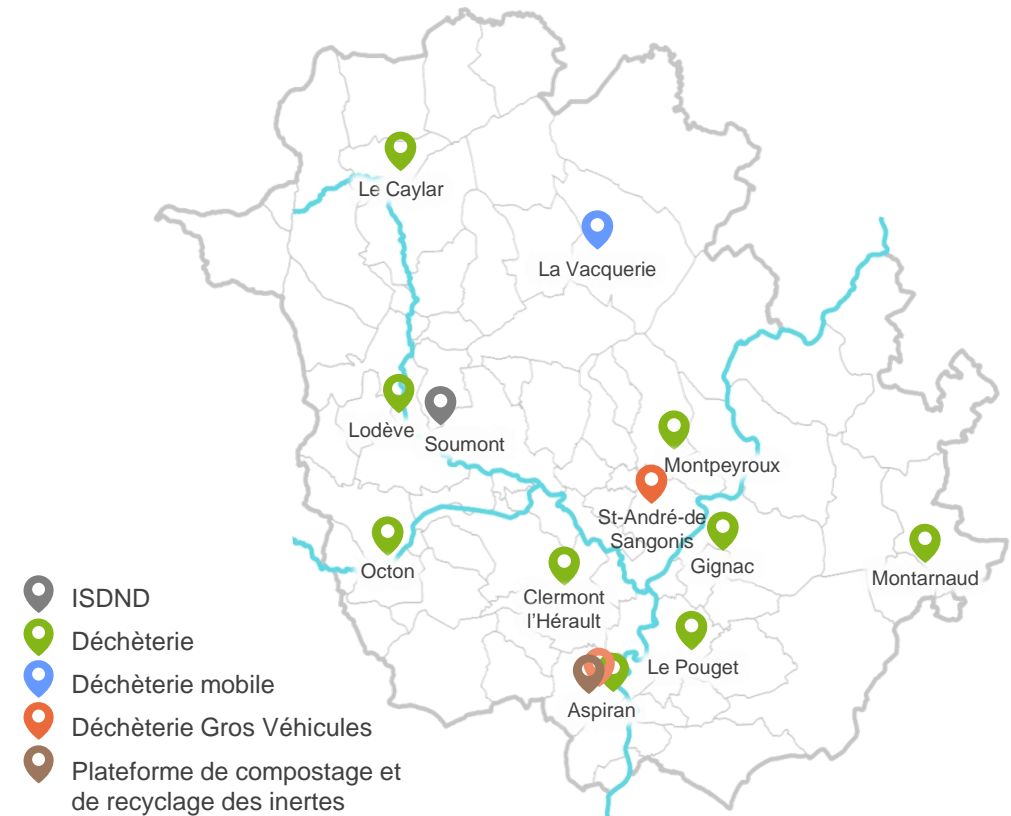 Le Caylar
La Vacquerie
Lodève
Soumont
Montpeyroux
St-André-de
Sangonis
Gignac
Octon
Montarnaud
Clermont
l'Hérault
Le Pouget
Aspiran
ISDND
Déchèterie
Déchèterie mobile
Déchèterie Gros Véhicules
Plateforme de compostage et
de recyclage des inertes